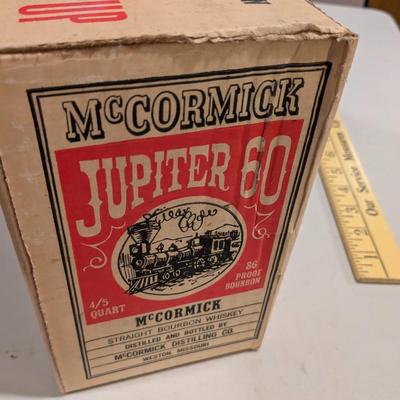 UP
McCORMICK
JUPITER 60
4/5
QUART
86
PROOF
BOURBON
McCORMICK
STRAIGHT BOURBON WHISKEY
DISTILLED AND BOTTLED BY
McCORMICK DISTILLING CO.
WESTON, MISSOURI